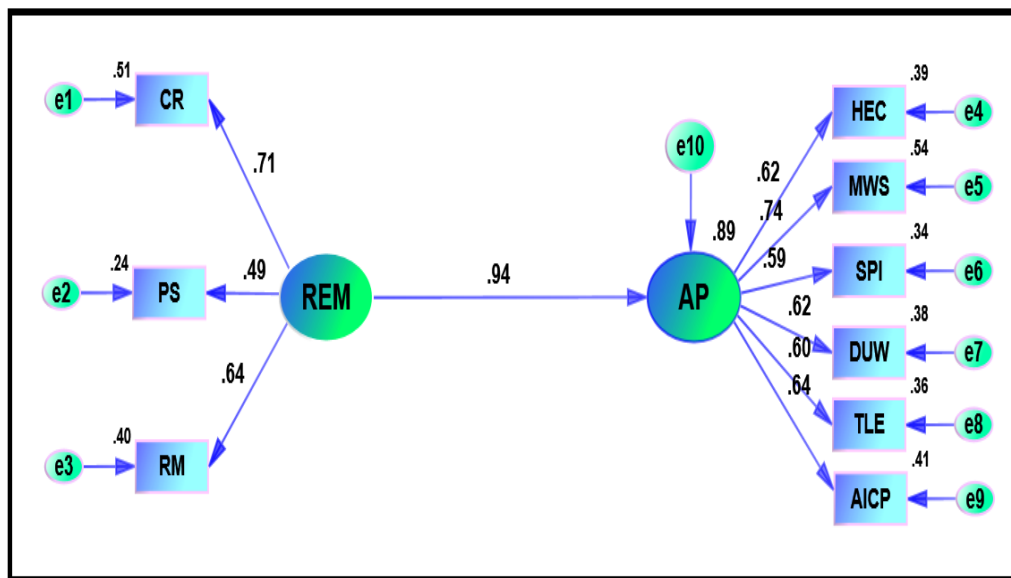 .51
e1
CR
.71
.24
e2
PS
.49
REM
.64
.40
e3
RM
.94
e10
.89
AP
.62
.74
.59
.62
.60
.64
.39
HEC
e4
.54
MWS
e5
.34
SPI
e6
.38
DUW
e7
.36
TLE
e8
.41
AICP
e9